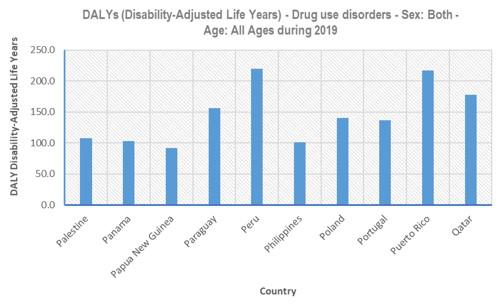 DALYs (Disability-Adjusted Life Years) - Drug use disorders - Sex: Both -
Age: All Ages during 2019
DALY Disability-Adjusted Life Years
250.0
200.0
150.0
100.0
50.0
0.0
Palestine
Panama
Papua New Guinea
Paraguay
Peru
Philippines
Poland
Portugal
Puerto Rico
Qatar
Country